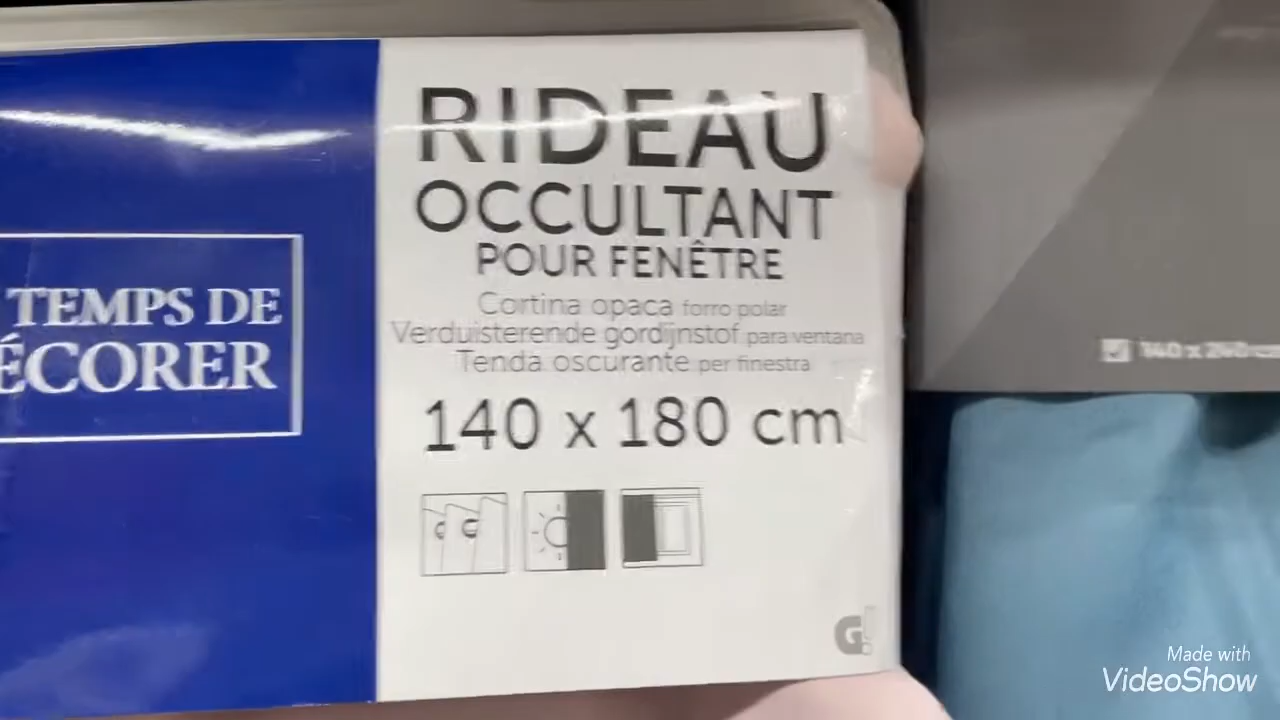 TEMPS DE
ÉCORER
RIDEAU
OCCULTANT
POUR FENÊTRE
Cortina opaca forro polar
Verduisterende gordijnstof para ventana
Tenda oscurante per finestra
140 x 180 cm
G!
Made with
VideoShow